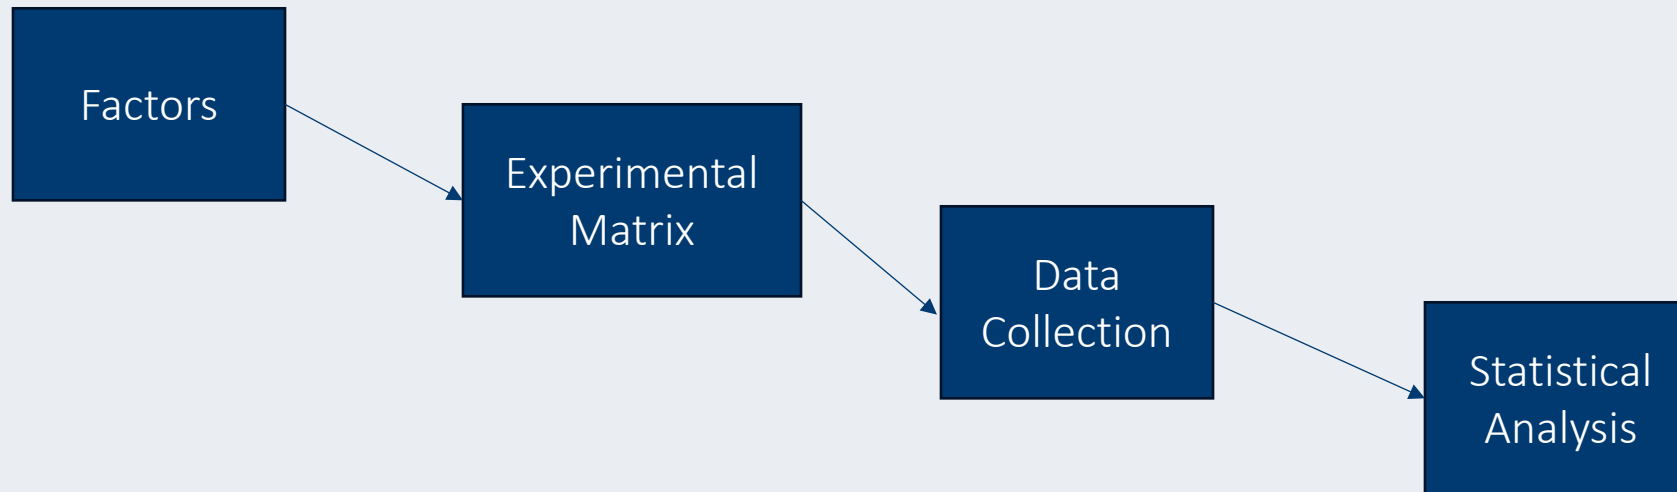 Factors
Experimental
Matrix
Data
Collection
Statistical
Analysis